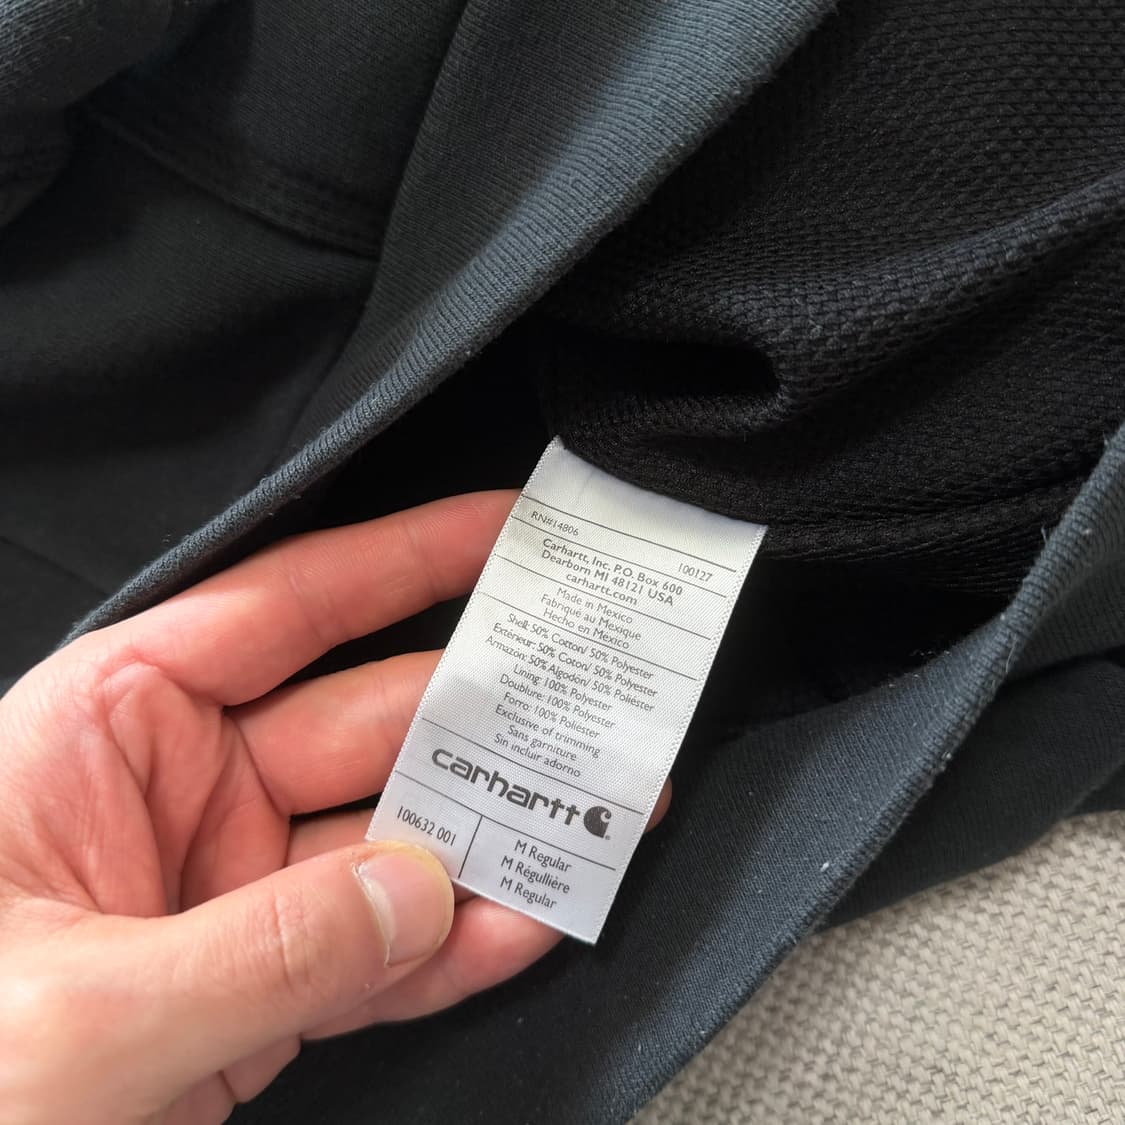 RN#14806
100127
Carhartt, Inc. P.O. Box 600
Dearborn MI 48121 USA
carhartt.com
Made in Mexico
Fabriqué au Mexique
Hecho en México
Shell: 50% Cotton/ 50% Polyester
Extérieur: 50% Coton/ 50% Polyester
Armazón: 50% Algodón/ 50% Poliéster
Lining: 100% Polyester
Doublure: 100% Polyester
Forro: 100% Poliéster
Exclusive of trimming
Sans garniture
Sin incluir adorno
carhartt
100632 001
M Regular
M Régullière
M Regular